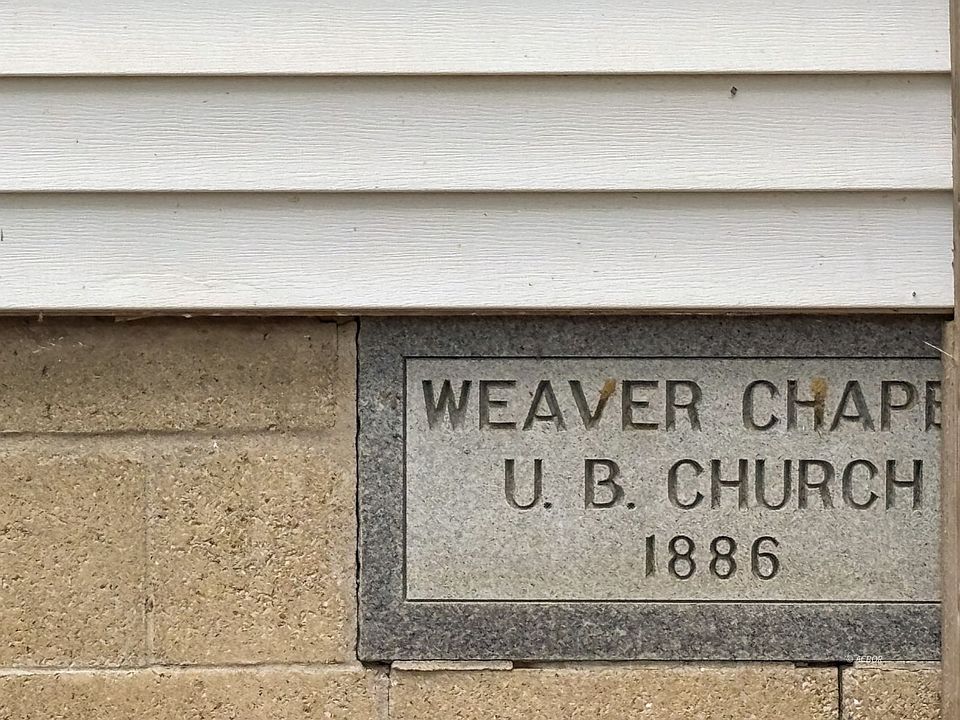 WEAVER CHAPE
U. B. CHURCH
1886